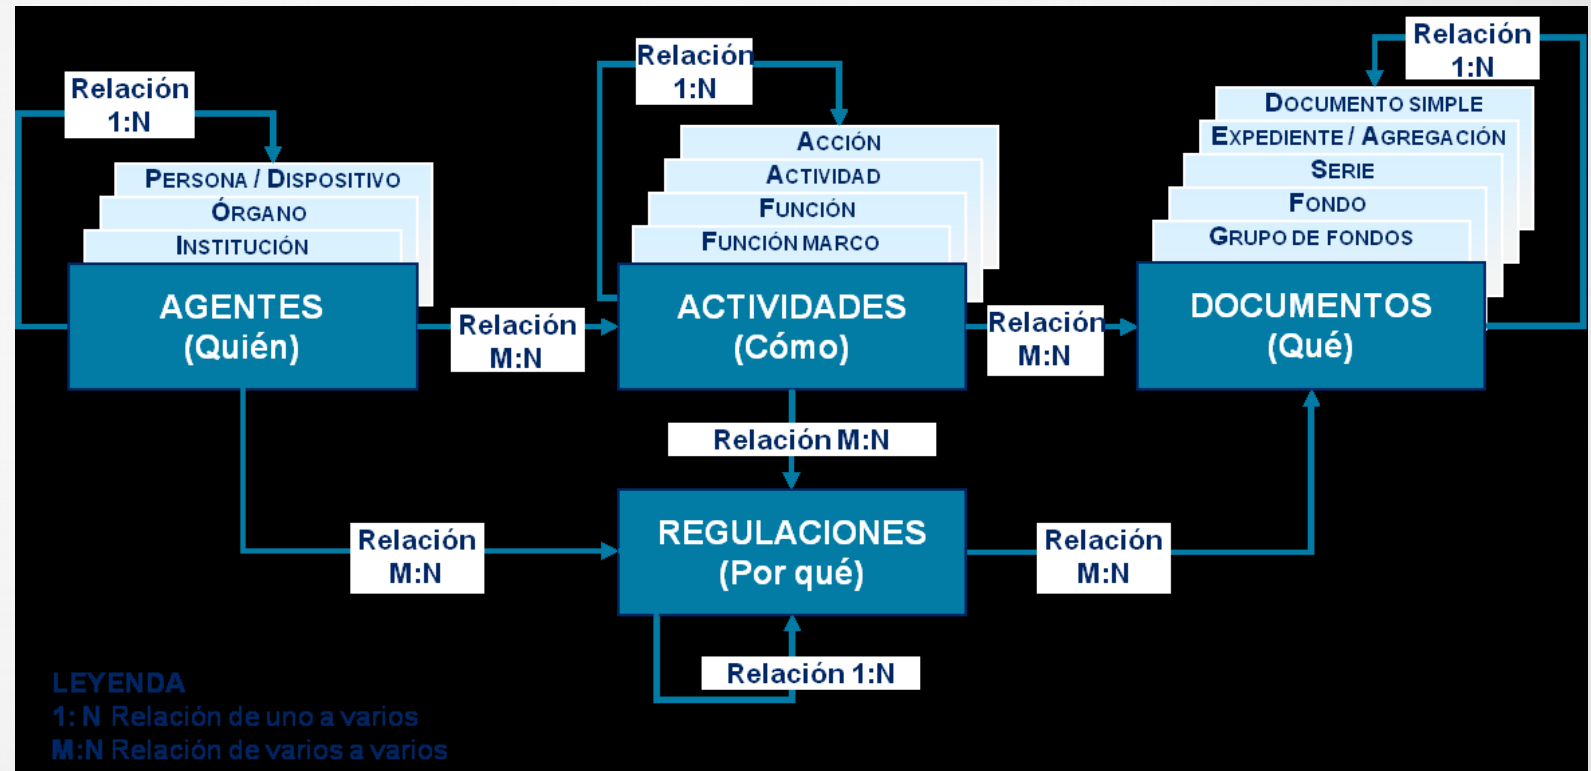 Relación
1:N
PERSONA / DISPOSITIVO
ÓRGANO
INSTITUCIÓN
AGENTES
(Quién)
Relación
M:N
Relación
1:N
ACCIÓN
ACTIVIDAD
FUNCIÓN
FUNCIÓN MARCO
ACTIVIDADES
(Cómo)
Relación
M:N
Relación
1:N
DOCUMENTO SIMPLE
EXPEDIENTE / AGREGACIÓN
SERIE
FONDO
GRUPO DE FONDOS
DOCUMENTOS
(Qué)
Relación M:N
Relación
M:N
REGULACIONES
(Por qué)
Relación
M:N
Relación 1:N
LEYENDA
1: N Relación de uno a varios
M:N Relación de varios a varios